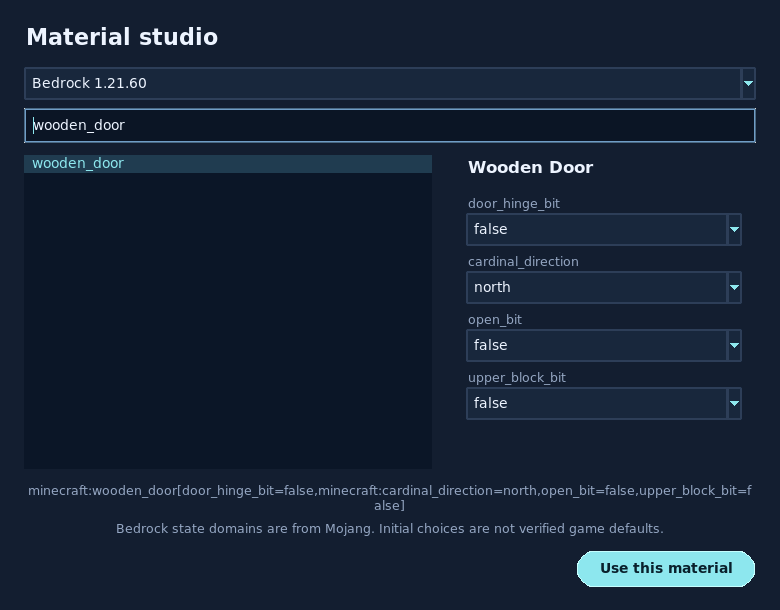 Material studio
Bedrock 1.21.60
wooden_door
wooden_door
Wooden Door
door_hinge_bit
false
cardinal_direction
north
open_bit
false
upper_block_bit
false
minecraft:wooden_door[door_hinge_bit=false,minecraft:cardinal_direction=north,open_bit=false,upper_block_bit=f
alse]
Bedrock state domains are from Mojang. Initial choices are not verified game defaults.
Use this material